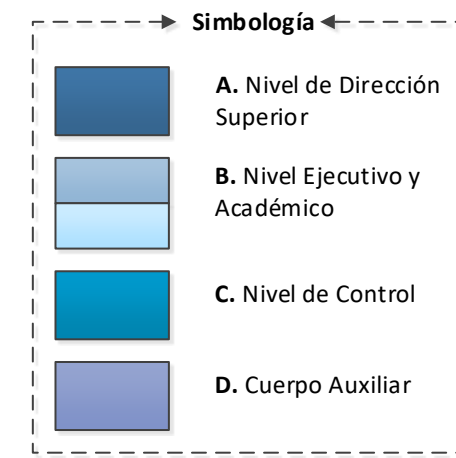 Simbología
A. Nivel de Dirección
Superior
B. Nivel Ejecutivo y
Académico
C. Nivel de Control
D. Cuerpo Auxiliar